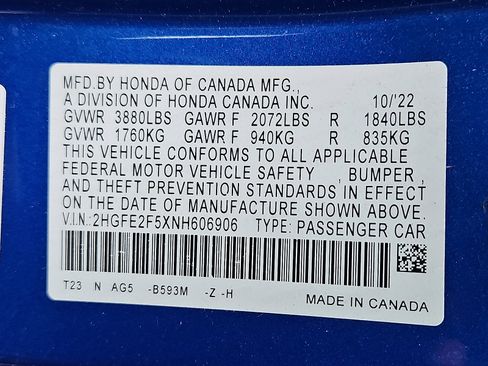 MFD.BY HONDA OF CANADA MFG.,
A DIVISION OF HONDA CANADA INC. 10/'22
GVWR 3880LBS GAWR F 2072LBS R 1840LBS
GVWR 1760KG GAWR F 940KG R 835KG
THIS VEHICLE CONFORMS TO ALL APPLICABLE
FEDERAL MOTOR VEHICLE SAFETY , BUMPER,
AND THEFT PREVENTION STANDARDS IN EFFECT
ON THE DATE OF MANUFACTURE SHOWN ABOVE.
V.I.N:2HGFE2F5XNH606906 TYPE: PASSENGER CAR
T23 N AG5 -B593M -Z -H
MADE IN CANADA